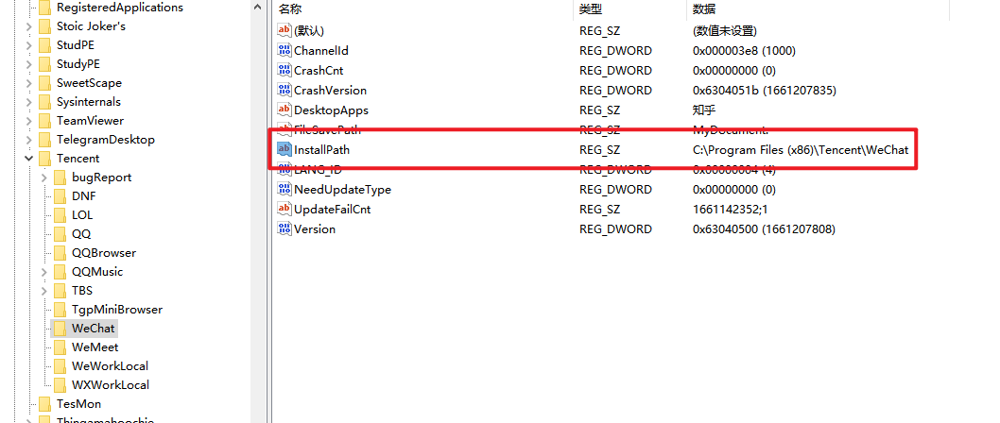 RegisteredApplications
Stoic Joker's
StudPE
StudyPE
SweetScape
Sysinternals
TeamViewer
TelegramDesktop
Tencent
bugReport
DNF
LOL
QQ
QQBrowser
QQMusic
TBS
TgpMiniBrowser
WeChat
WeMeet
WeWorkLocal
WXWorkLocal
TesMon
Thingamahoochie
名称 类型 数据
(默认) REG_SZ (数值未设置)
ChannelId REG_DWORD 0x000003e8 (1000)
CrashCnt REG_DWORD 0x00000000 (0)
CrashVersion REG_DWORD 0x6304051b (1661207835)
DesktopApps REG_SZ 知乎
FileSavePath REG_SZ MyDocument:
InstallPath REG_SZ C:\Program Files (x86)\Tencent\WeChat
LANG_ID REG_DWORD 0x00000004 (4)
NeedUpdateType REG_DWORD 0x00000000 (0)
UpdateFailCnt REG_SZ 1661142352;1
Version REG_DWORD 0x63040500 (1661207808)